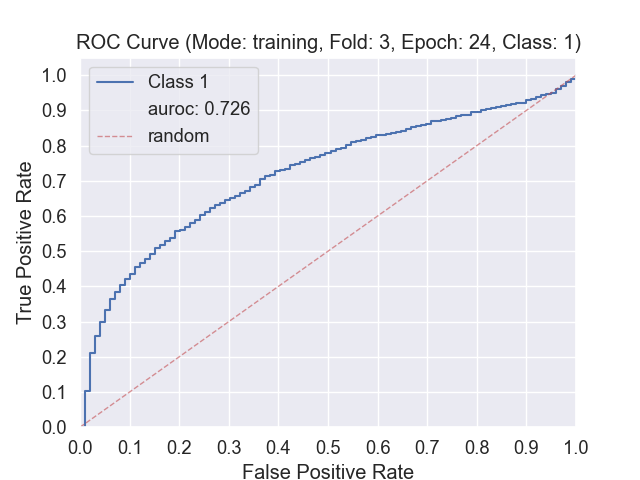 ROC Curve (Mode: training, Fold: 3, Epoch: 24, Class: 1)
Class 1
auroc: 0.726
random
True Positive Rate
1.0
0.9
0.8
0.7
0.6
0.5
0.4
0.3
0.2
0.1
0.0
0.0 0.1 0.2 0.3 0.4 0.5 0.6 0.7 0.8 0.9 1.0
False Positive Rate